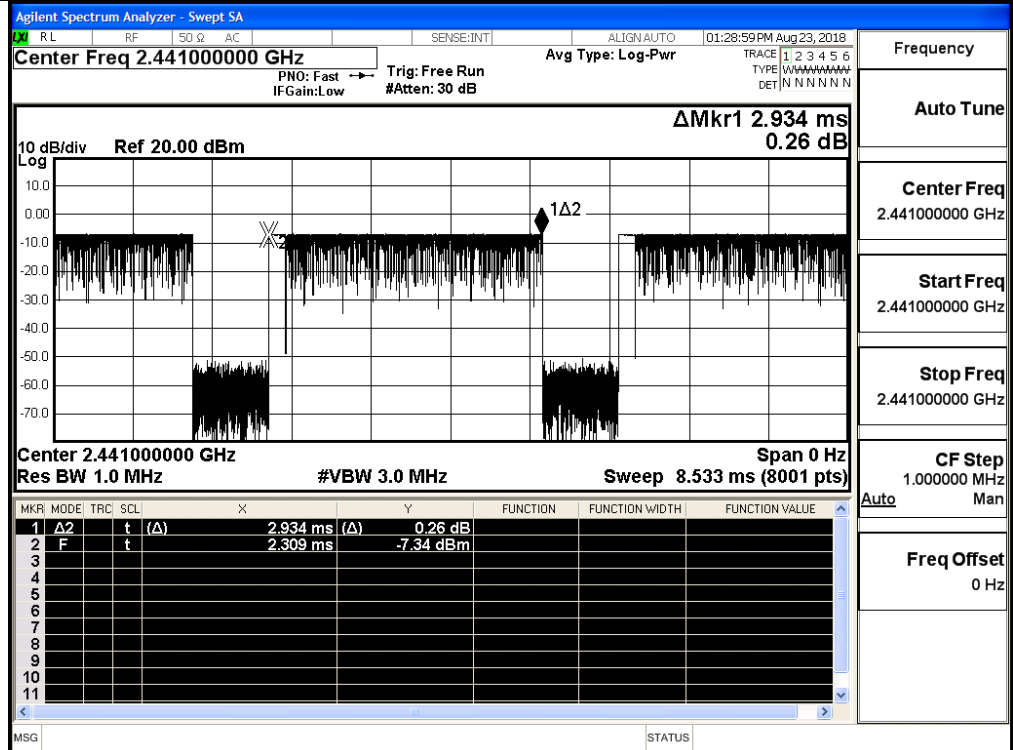 Agilent Spectrum Analyzer - Swept SA
LXI RL RF 50 Ω AC SENSE:INT ALIGN AUTO 01:28:59 PM Aug 23, 2018
Center Freq 2.441000000 GHz
PNO: Fast
IFGain:Low
Trig: Free Run
#Atten: 30 dB
Avg Type: Log-Pwr
TRACE 1 2 3 4 5 6
TYPE W
DET N N N N N N
ΔMkr1 2.934 ms
0.26 dB
10 dB/div Ref 20.00 dBm
Log
10.0
0.00
-10.0
-20.0
-30.0
-40.0
-50.0
-60.0
-70.0
1Δ2
2
Center 2.441000000 GHz Span 0 Hz
Res BW 1.0 MHz #VBW 3.0 MHz Sweep 8.533 ms (8001 pts)
MKR MODE TRC SCL X Y FUNCTION FUNCTION WIDTH FUNCTION VALUE
1 Δ2 t (Δ) 2.934 ms (Δ) 0.26 dB
2 F t 2.309 ms -7.34 dBm
3
4
5
6
7
8
9
10
11
MSG STATUS
Frequency
Auto Tune
Center Freq
2.441000000 GHz
Start Freq
2.441000000 GHz
Stop Freq
2.441000000 GHz
CF Step
1.000000 MHz
Auto Man
Freq Offset
0 Hz